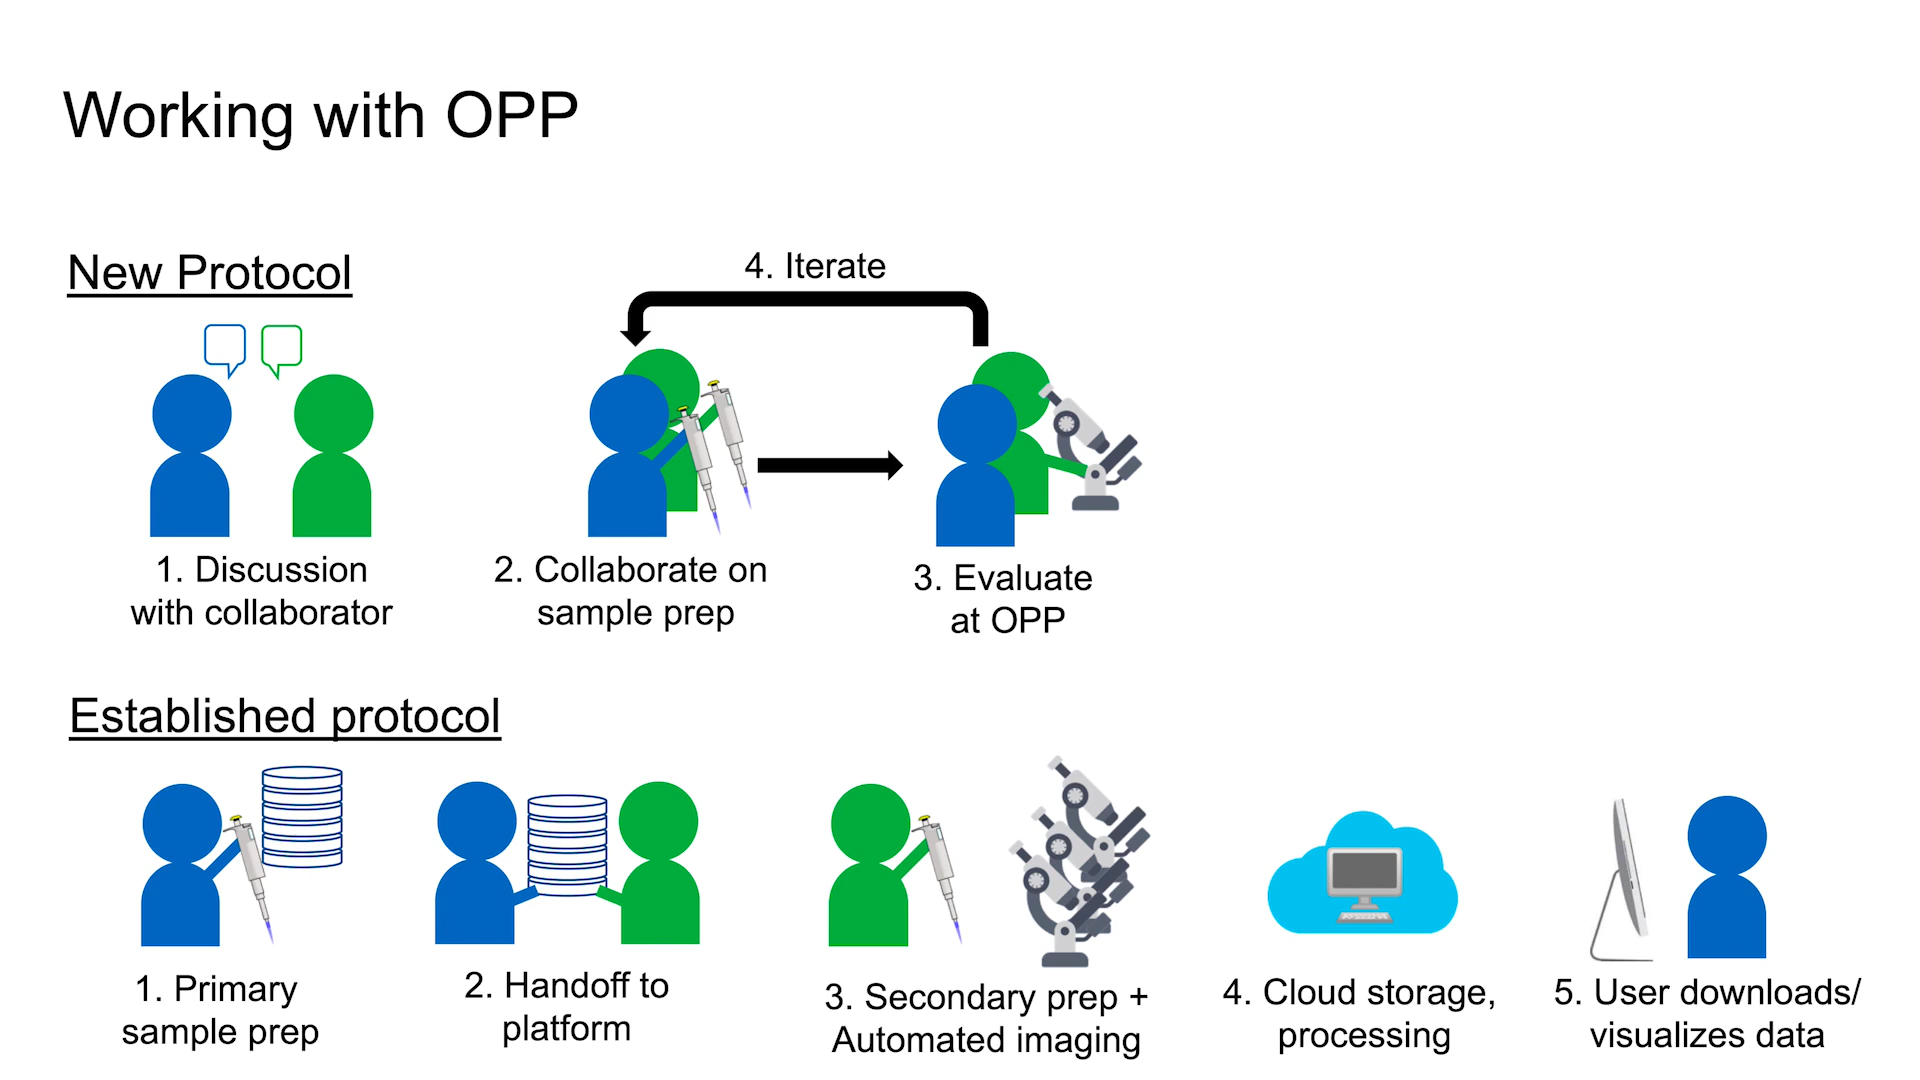 Working with OPP
New Protocol
4. Iterate
1. Discussion
with collaborator
2. Collaborate on
sample prep
3. Evaluate
at OPP
Established protocol
1. Primary
sample prep
2. Handoff to
platform
3. Secondary prep +
Automated imaging
4. Cloud storage,
processing
5. User downloads/
visualizes data